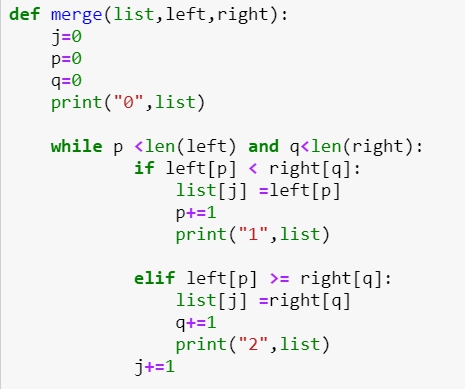 def merge(list,left,right):
    j=0
    p=0
    q=0
    print("0",list)

    while p <len(left) and q<len(right):
            if left[p] < right[q]:
                list[j] =left[p]
                p+=1
                print("1",list)

            elif left[p] >= right[q]:
                list[j] =right[q]
                q+=1
                print("2",list)
            j+=1